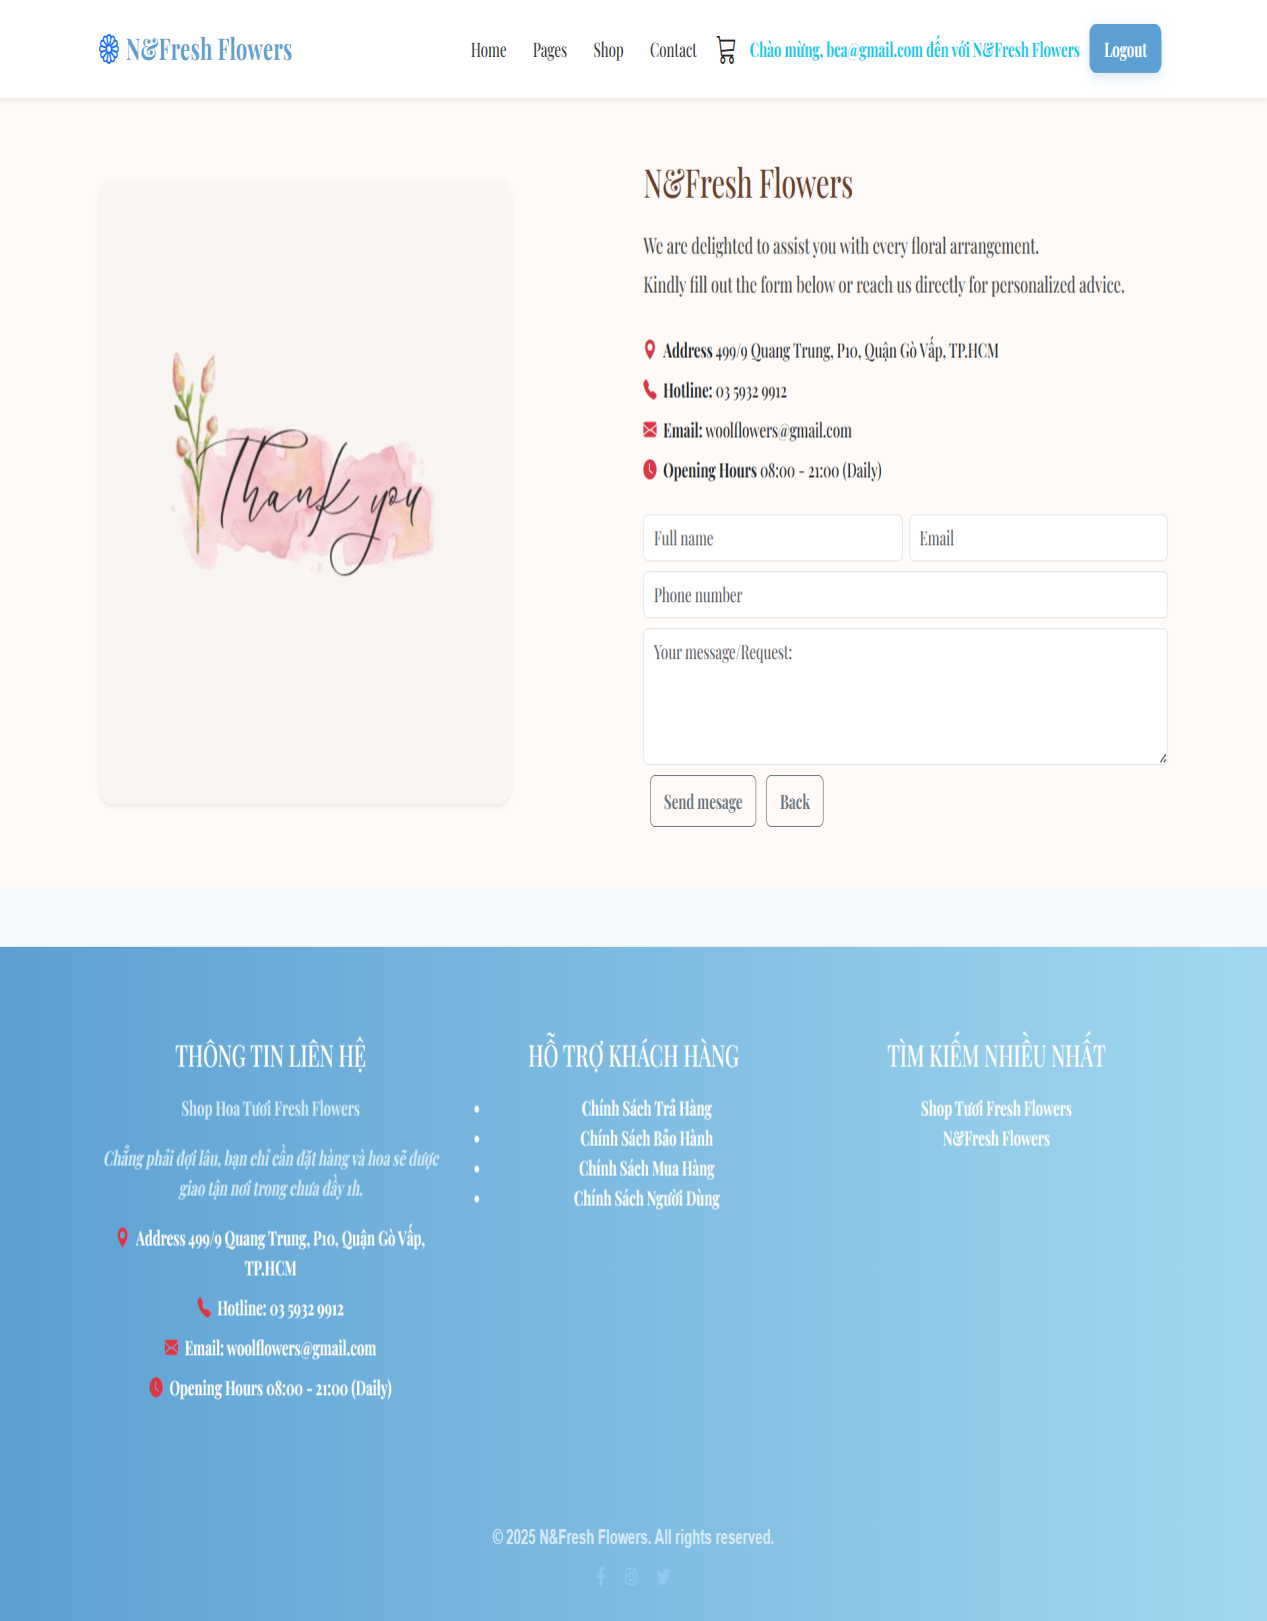 N&Fresh Flowers
Home Pages Shop Contact Chào mừng, bca@gmail.com đến với N&Fresh Flowers Logout
Thank you
N&Fresh Flowers
We are delighted to assist you with every floral arrangement.
Kindly fill out the form below or reach us directly for personalized advice.
Address 499/9 Quang Trung, P10, Quận Gò Vấp, TP.HCM
Hotline: 03 5932 9912
Email: woolflowers@gmail.com
Opening Hours 08:00 - 21:00 (Daily)
Full name Email
Phone number
Your message/Request:
Send mesage Back
THÔNG TIN LIÊN HỆ
Shop Hoa Tươi Fresh Flowers
Chẳng phải đợi lâu, bạn chỉ cần đặt hàng và hoa sẽ được
giao tận nơi trong chưa đầy 1h.
Address 499/9 Quang Trung, P10, Quận Gò Vấp,
TP.HCM
Hotline: 03 5932 9912
Email: woolflowers@gmail.com
Opening Hours 08:00 - 21:00 (Daily)
HỖ TRỢ KHÁCH HÀNG
• Chính Sách Trả Hàng
• Chính Sách Bảo Hành
• Chính Sách Mua Hàng
• Chính Sách Người Dùng
TÌM KIẾM NHIỀU NHẤT
Shop Tươi Fresh Flowers
N&Fresh Flowers
© 2025 N&Fresh Flowers. All rights reserved.